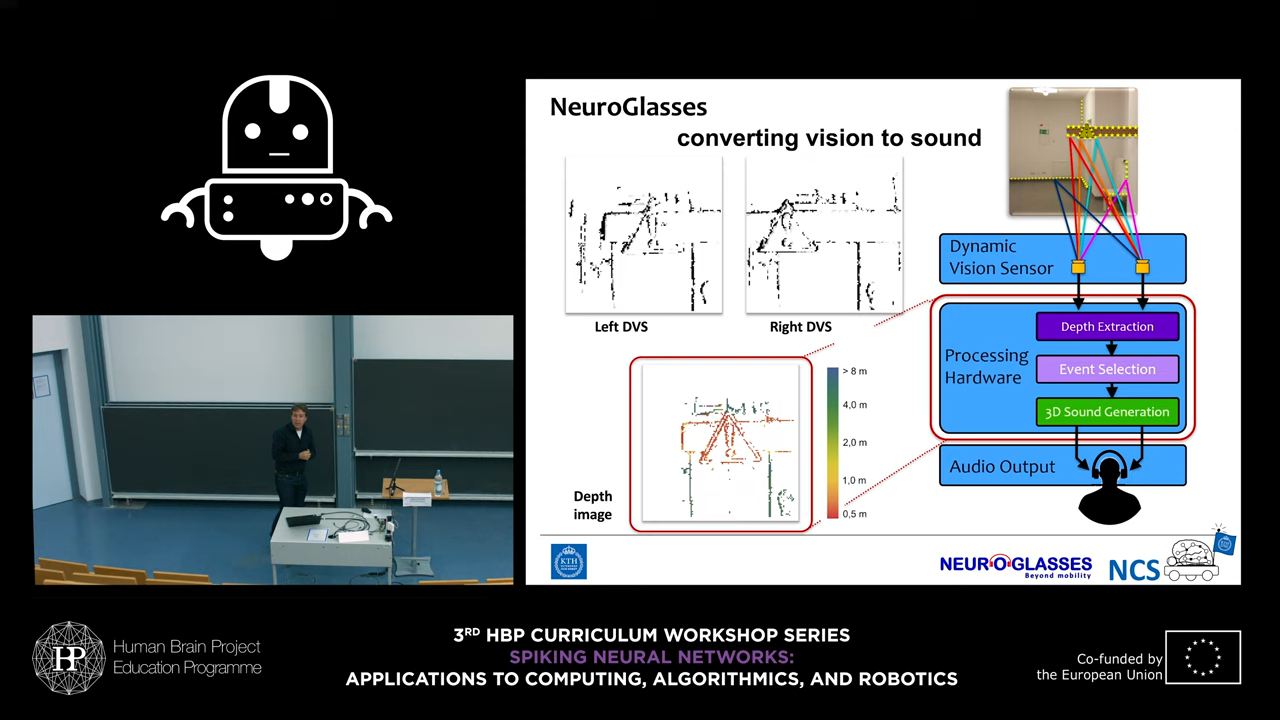 NeuroGlasses
converting vision to sound
Left DVS
Right DVS
Depth
image
> 8 m
4,0 m
2,0 m
1,0 m
0,5 m
Dynamic
Vision Sensor
Processing
Hardware
Depth Extraction
Event Selection
3D Sound Generation
Audio Output
KTH
NEUROGLASSES
Beyond mobility
NCS
HBP
Human Brain Project
Education Programme
3RD HBP CURRICULUM WORKSHOP SERIES
SPIKING NEURAL NETWORKS:
APPLICATIONS TO COMPUTING, ALGORITHMICS, AND ROBOTICS
Co-funded by
the European Union